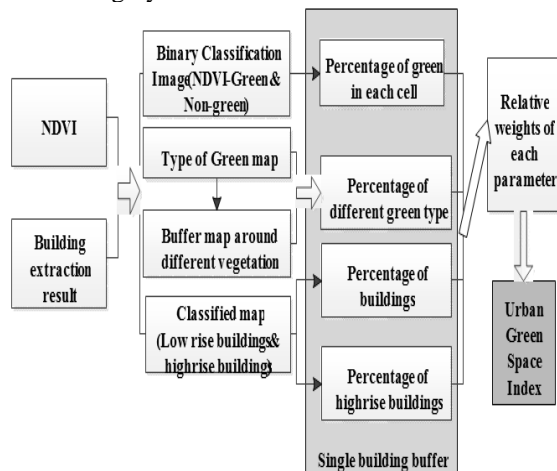 Binary Classification
Image(NDVI-Green &
Non-green)
Percentage of green
in each cell
NDVI
Type of Green map
Relative
weights of
each
parameter
Percentage of
different green type
Building
extraction
result
Buffer map around
different vegetation
Percentage of
buildings
Classified map
(Low rise buildings&
highrise buildings)
Urban
Green
Space
Index
Percentage of
highrise buildings
Single building buffer